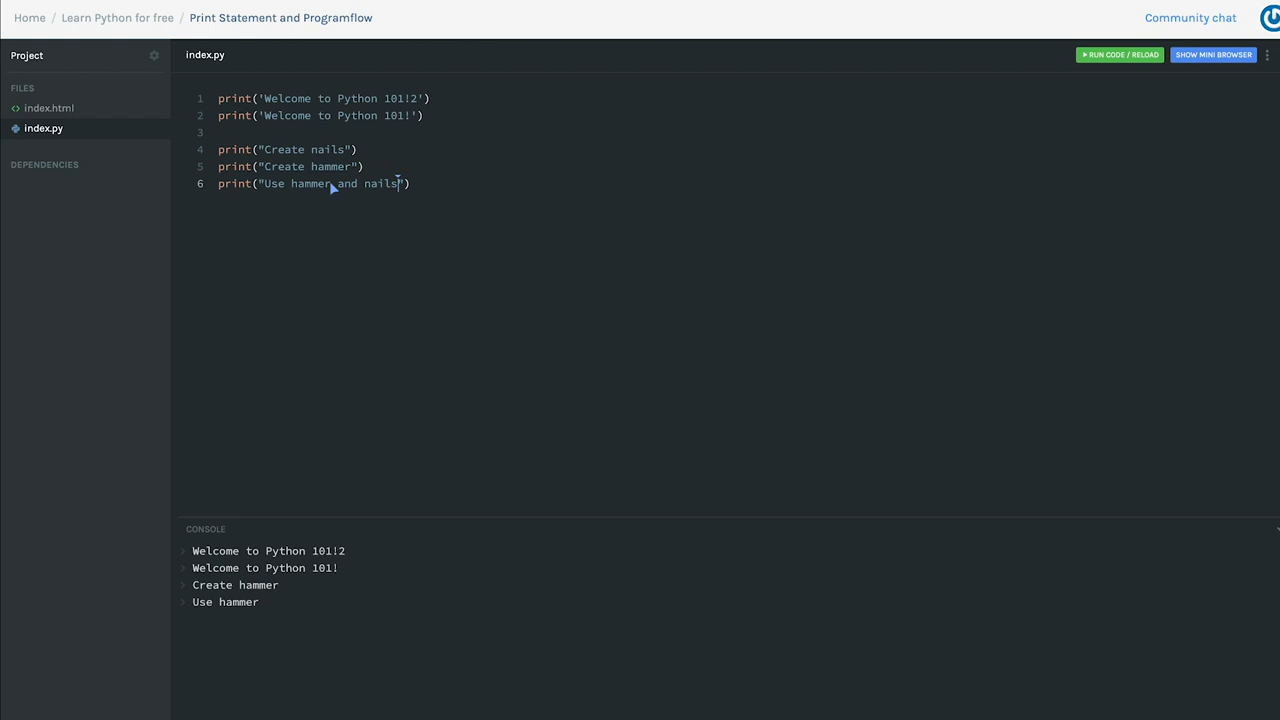 Home / Learn Python for free / Print Statement and Programflow
Community chat
Project
index.py
RUN CODE / RELOAD
SHOW MINI BROWSER
FILES
<> index.html
index.py
DEPENDENCIES
1 print('Welcome to Python 101!2')
2 print('Welcome to Python 101!')
3
4 print("Create nails")
5 print("Create hammer")
6 print("Use hammer and nails")
CONSOLE
> Welcome to Python 101!2
> Welcome to Python 101!
> Create hammer
> Use hammer